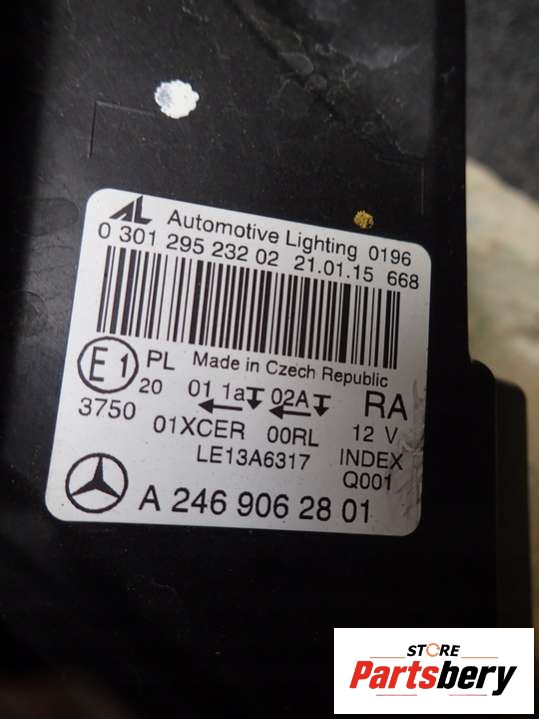 AL Automotive Lighting 0196
0 301 295 232 02 21.01.15 668
E1 PL Made in Czech Republic
20 01 1a 02A RA
3750 01XCER 00RL 12 V
LE13A6317 INDEX
Q001
A 246 906 28 01
STORE
Partsbery